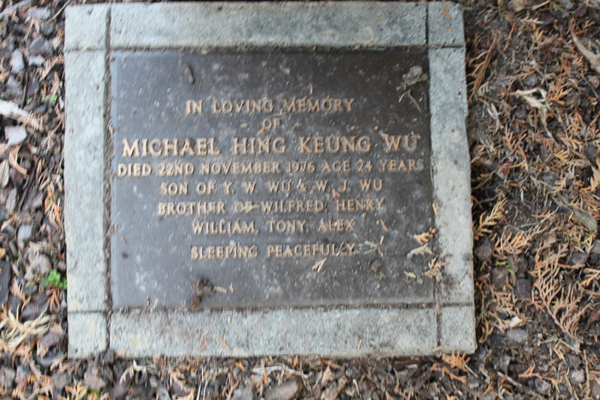 IN LOVING MEMORY
OF
MICHAEL HING KEUNG WU
DIED 22ND NOVEMBER 1976 AGE 24 YEARS
SON OF Y. W. WU & W. J. WU
BROTHER OF WILFRED, HENRY
WILLIAM, TONY, ALEX
SLEEPING PEACEFULLY